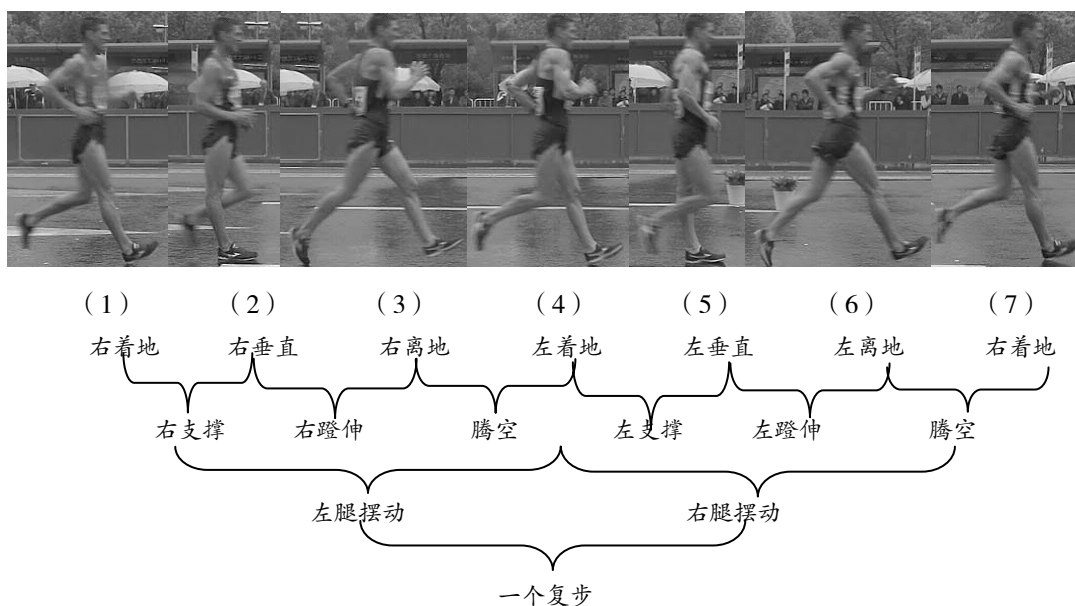 （1） （2） （3） （4） （5） （6） （7）
右着地 右垂直 右离地 左着地 左垂直 左离地 右着地
右支撑 右蹬伸 腾空 左支撑 左蹬伸 腾空
左腿摆动 右腿摆动
一个复步